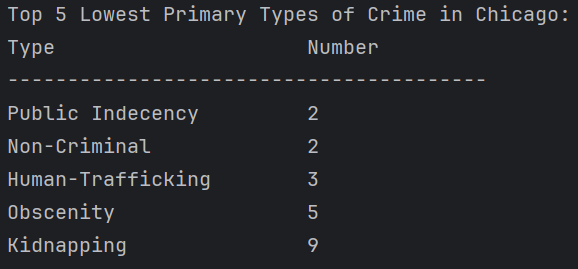 Top 5 Lowest Primary Types of Crime in Chicago:
Type                     Number
----------------------------------------
Public Indecency         2
Non-Criminal             2
Human-Trafficking        3
Obscenity                5
Kidnapping               9